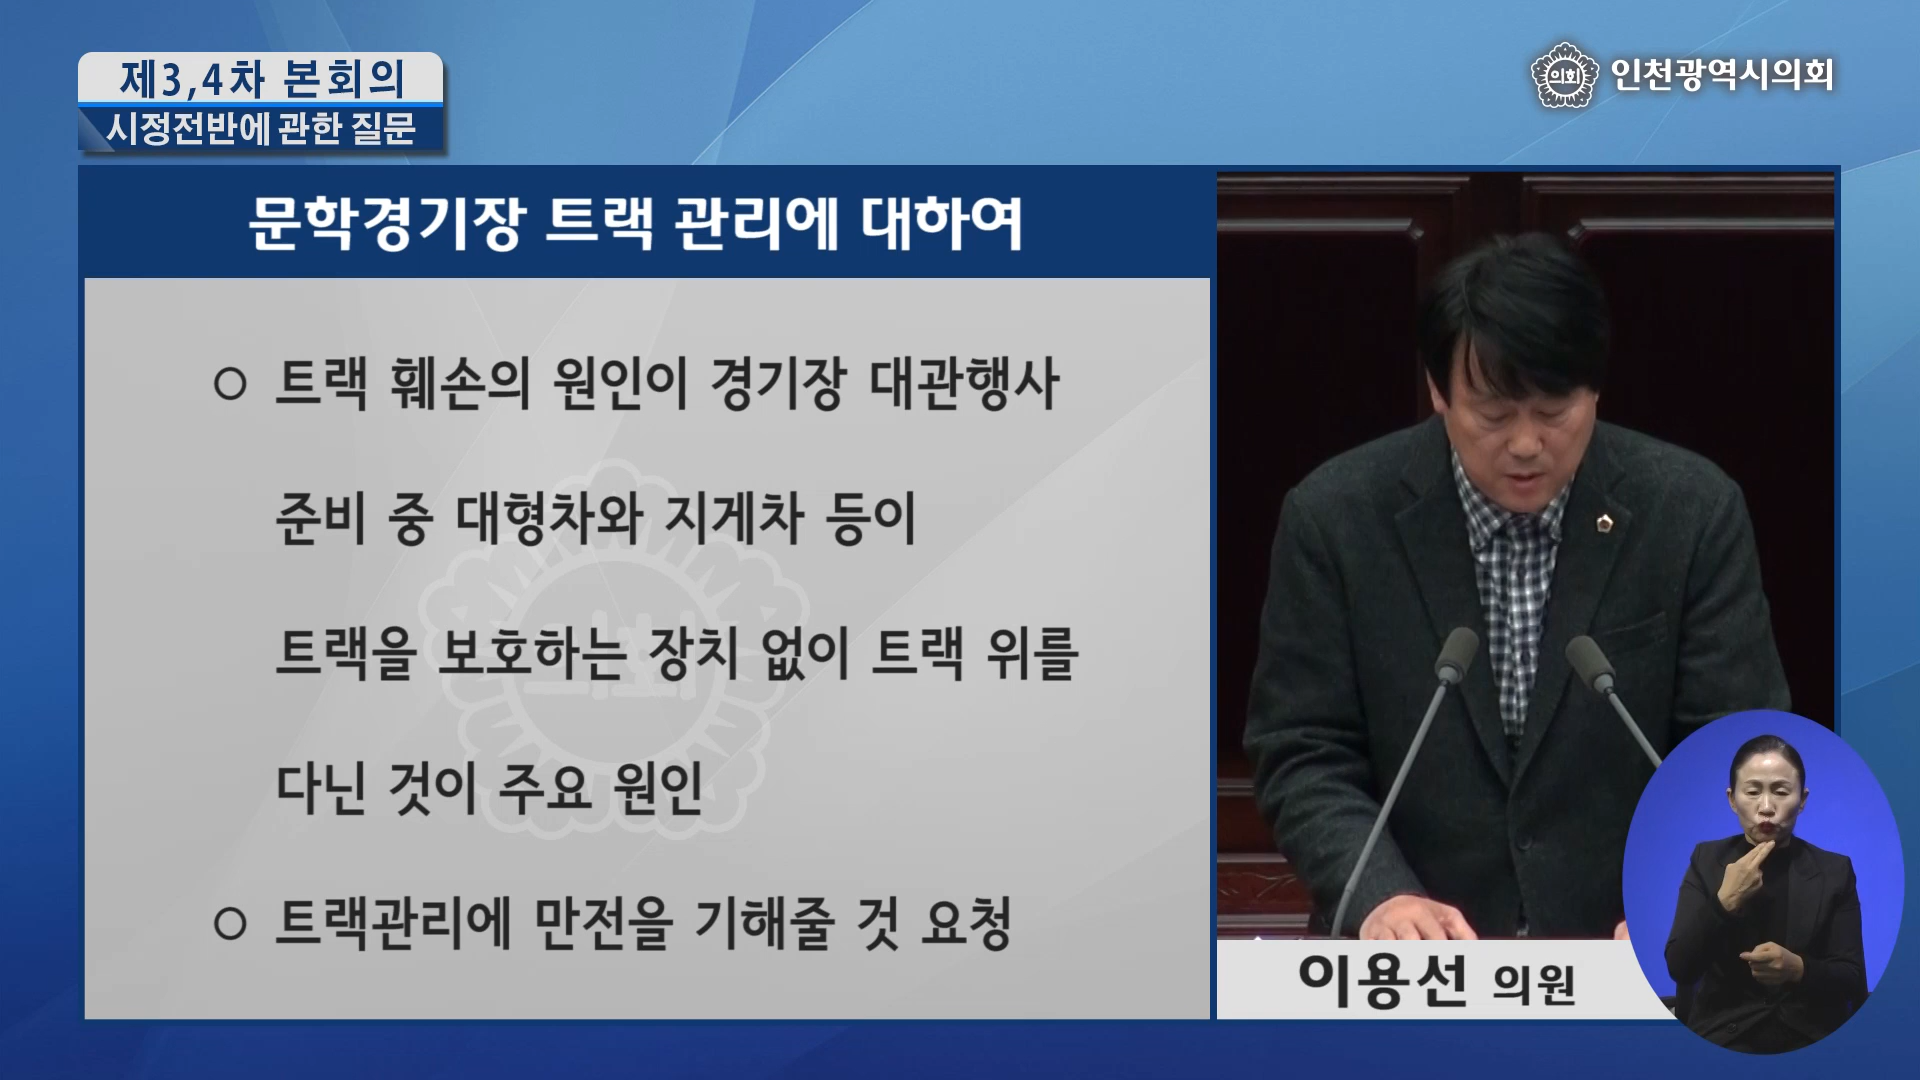 제3,4차 본회의
시정전반에 관한 질문
의회 인천광역시의회
문학경기장 트랙 관리에 대하여
○ 트랙 훼손의 원인이 경기장 대관행사
준비 중 대형차와 지게차 등이
트랙을 보호하는 장치 없이 트랙 위를
다닌 것이 주요 원인
○ 트랙관리에 만전을 기해줄 것 요청
의회
이용선 의원